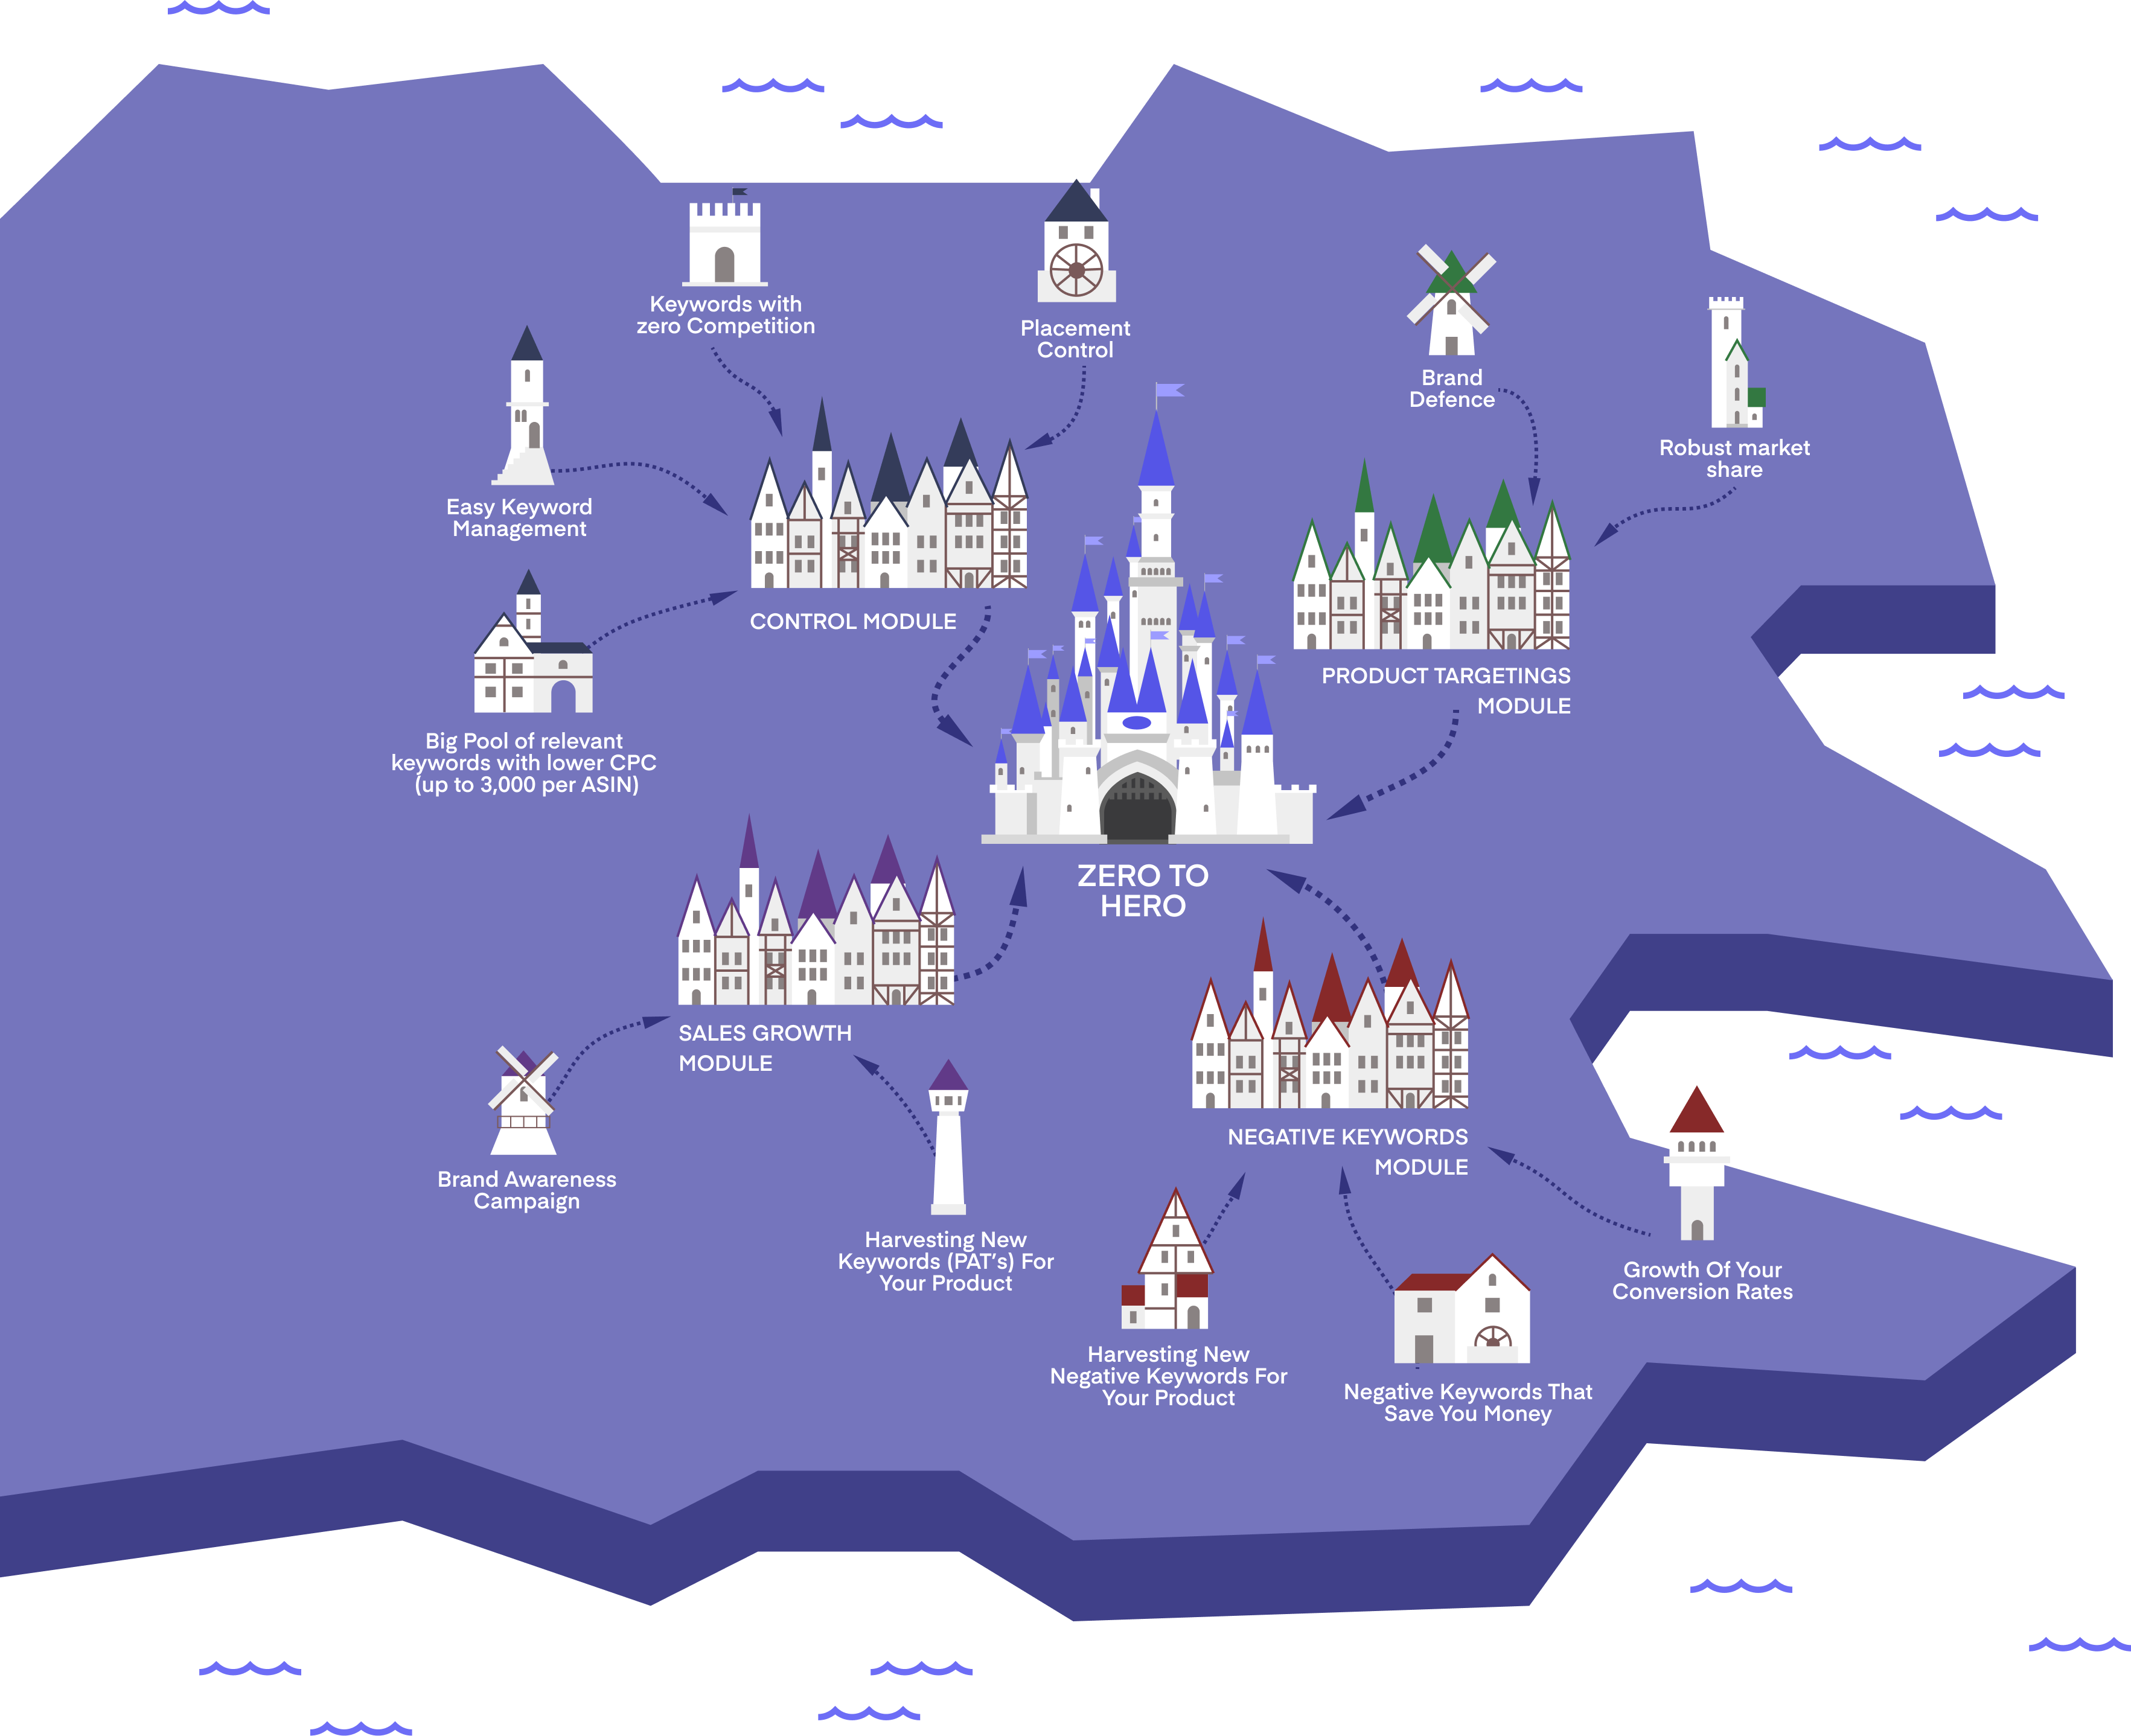 Keywords with
zero Competition
Placement
Control
Brand
Defence
Robust market
share
Easy Keyword
Management
CONTROL MODULE
PRODUCT TARGETINGS
MODULE
Big Pool of relevant
keywords with lower CPC
(up to 3,000 per ASIN)
ZERO TO
HERO
SALES GROWTH
MODULE
NEGATIVE KEYWORDS
MODULE
Brand Awareness
Campaign
Harvesting New
Keywords (PAT's) For
Your Product
Growth Of Your
Conversion Rates
Harvesting New
Negative Keywords For
Your Product
Negative Keywords That
Save You Money